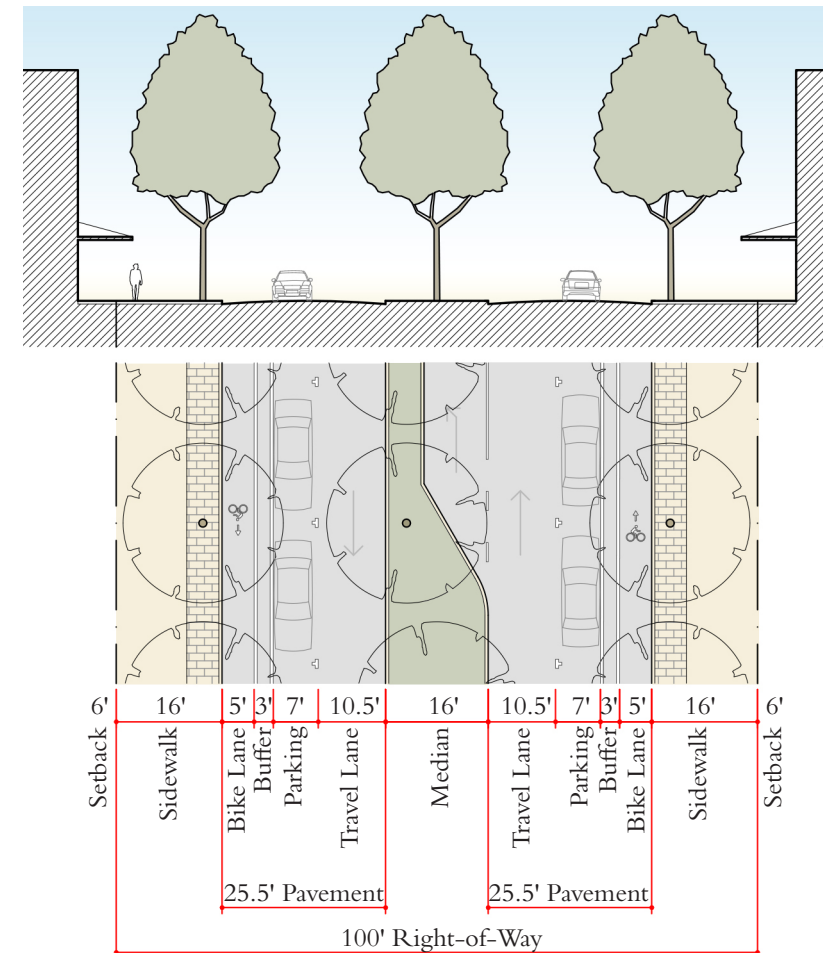 6' 16' 5' 3' 7' 10.5' 16' 10.5' 7' 3' 5' 16' 6'
Setback
Sidewalk
Bike Lane
Buffer
Parking
Travel Lane
Median
Travel Lane
Parking
Buffer
Bike Lane
Sidewalk
Setback
25.5' Pavement 25.5' Pavement
100' Right-of-Way